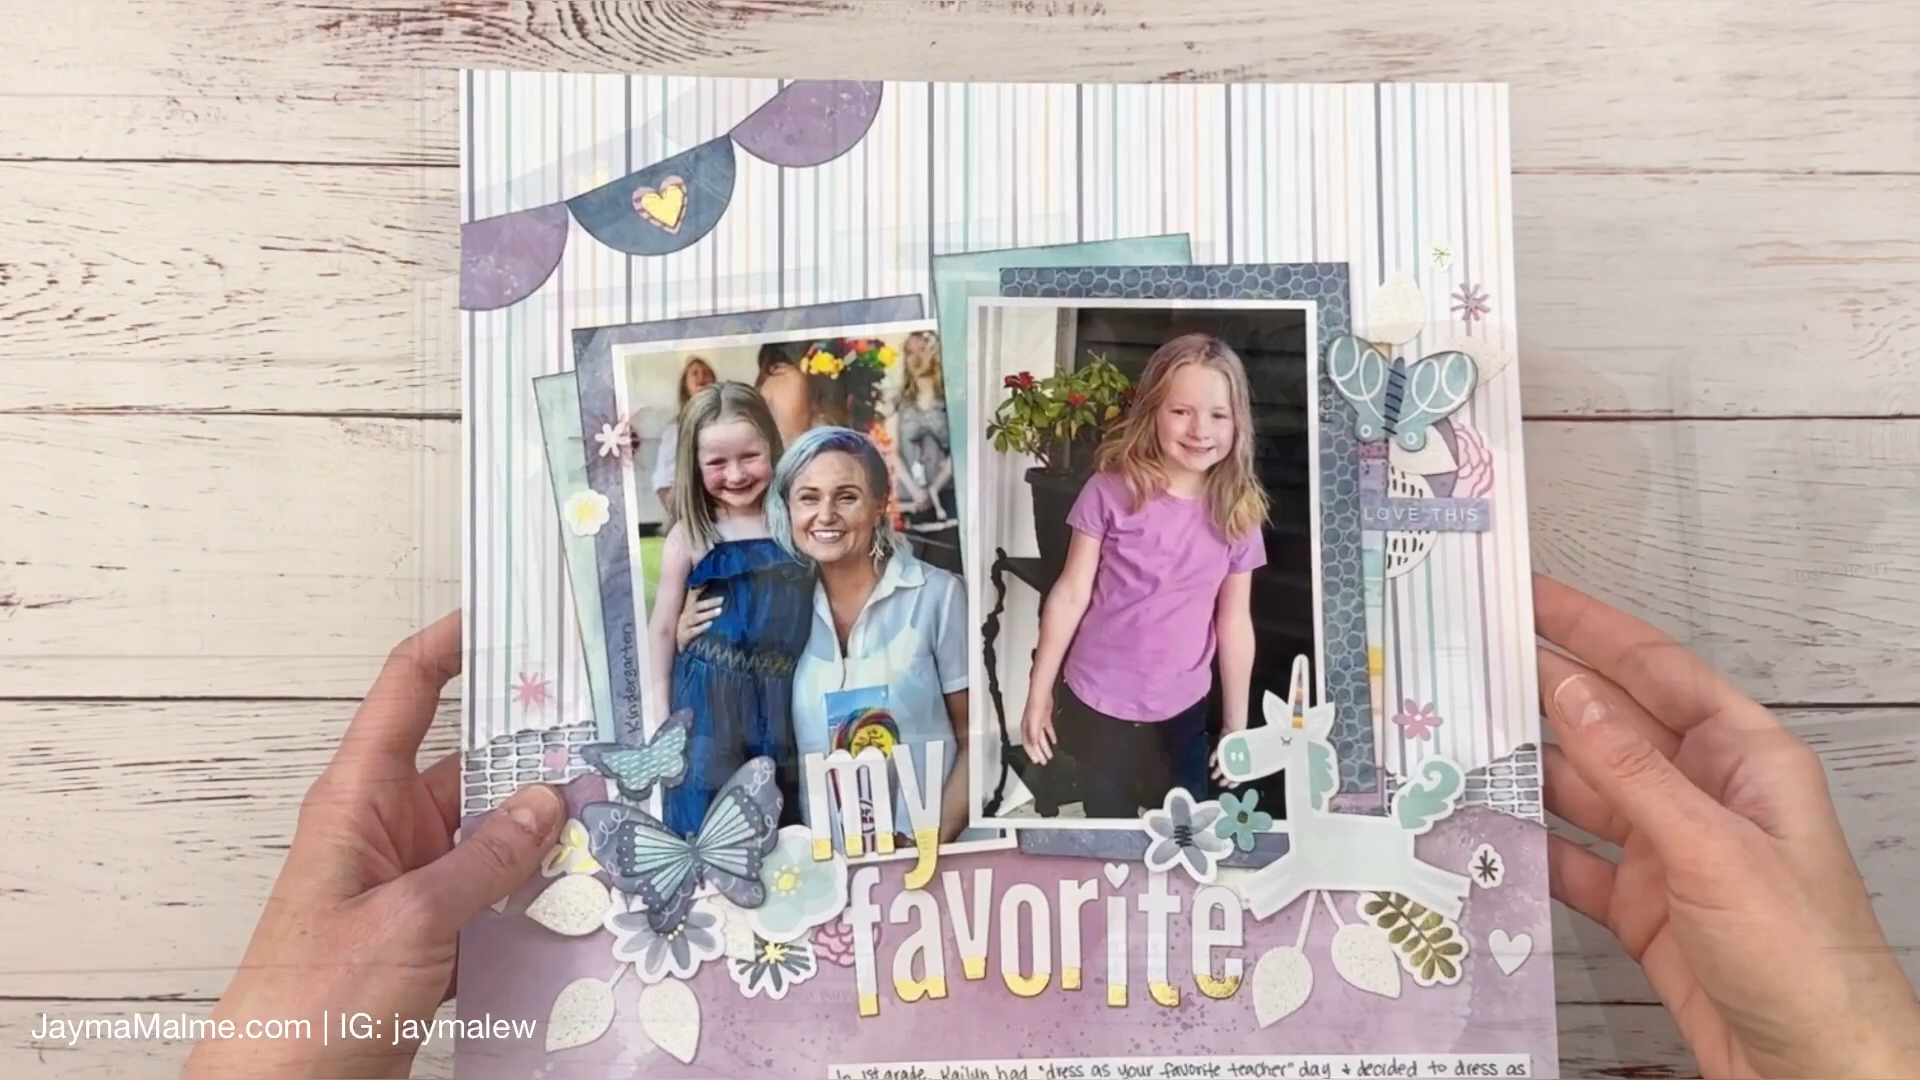 LOVE THIS
Kindergarten
my
favorite
JaymaMalme.com | IG: jaymalew
In 1st grade, Kailyn had "dress as your favorite teacher" day & decided to dress as